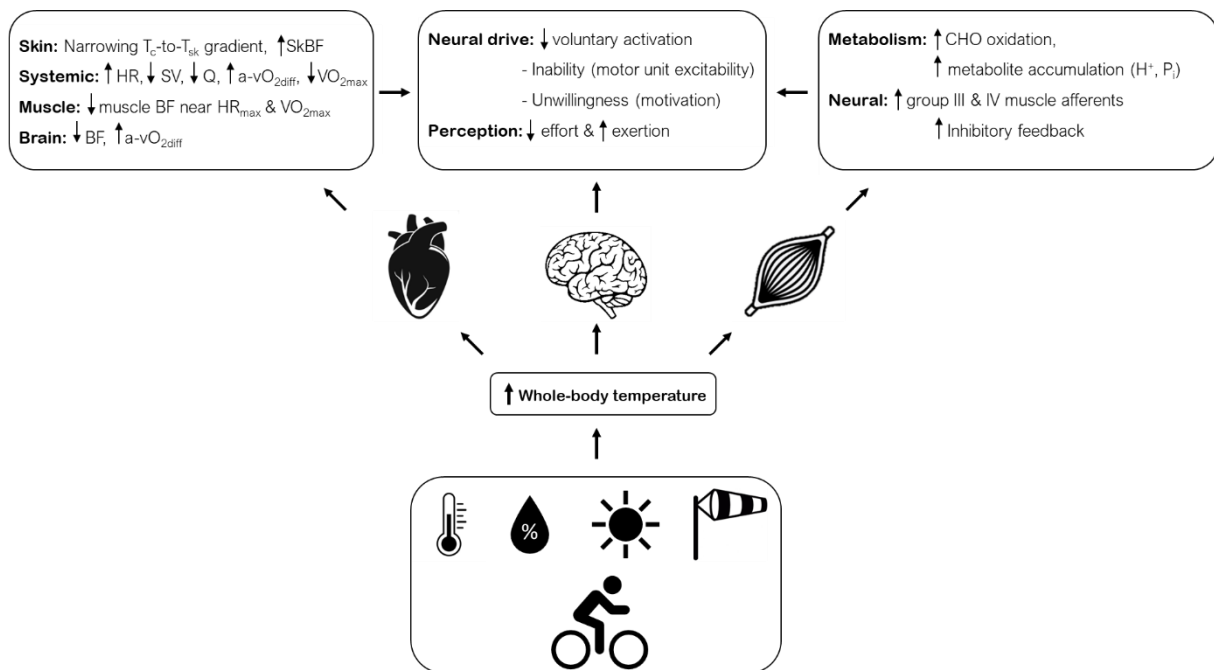 Skin: Narrowing Tc-to-Tsk gradient, ↑SkBF
Systemic: ↑HR, ↓ SV, ↓ Q, ↑ a-vO2diff, ↓VO2max
Muscle: ↓ muscle BF near HRmax & VO2max
Brain: ↓ BF, ↑a-vO2diff
Neural drive: ↓ voluntary activation
- Inability (motor unit excitability)
- Unwillingness (motivation)
Perception: ↓ effort & ↑ exertion
Metabolism: ↑ CHO oxidation,
↑ metabolite accumulation (H+, Pi)
Neural: ↑ group III & IV muscle afferents
↑ Inhibitory feedback
↑ Whole-body temperature
%